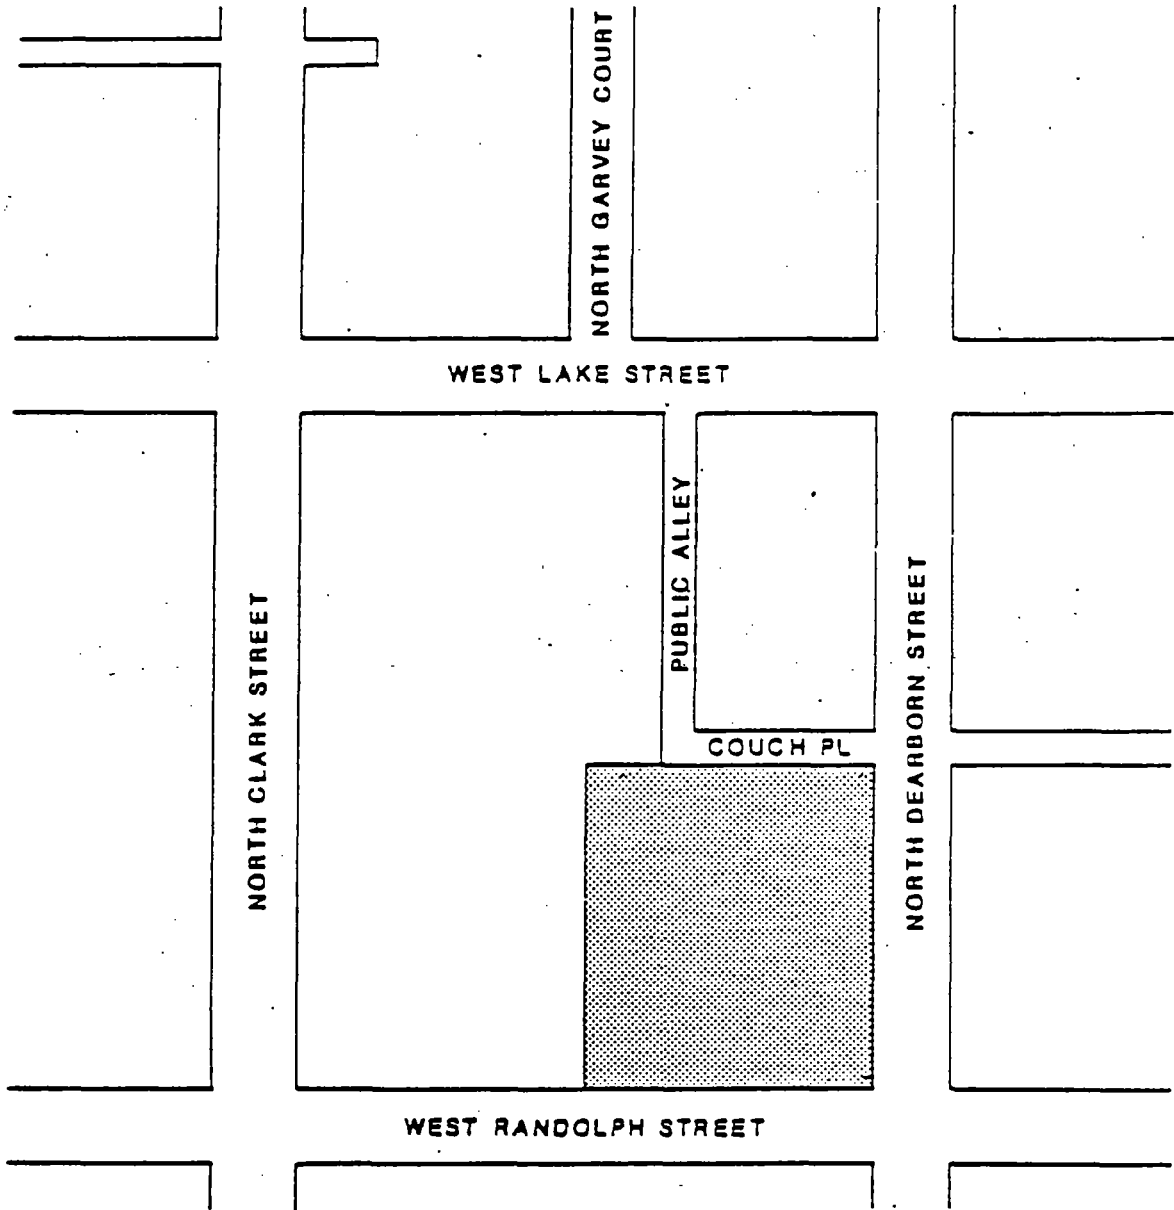 NORTH GARVEY COURT
WEST LAKE STREET
PUBLIC ALLEY
NORTH CLARK STREET
COUCH PL
NORTH DEARBORN STREET
WEST RANDOLPH STREET